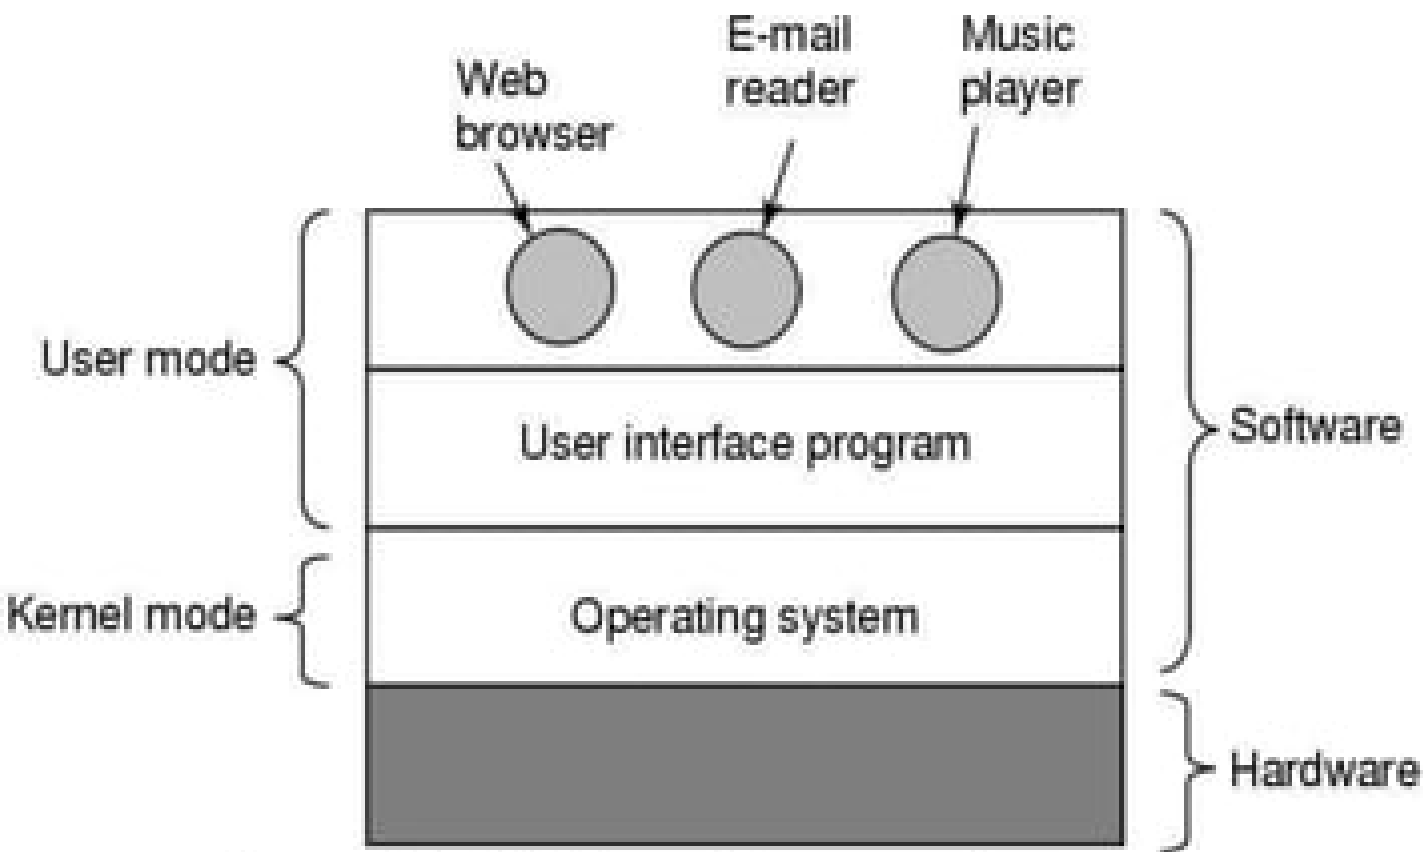 E-mail
reader
Music
player
Web
browser
User mode
User interface program
Software
Kernel mode
Operating system
Hardware